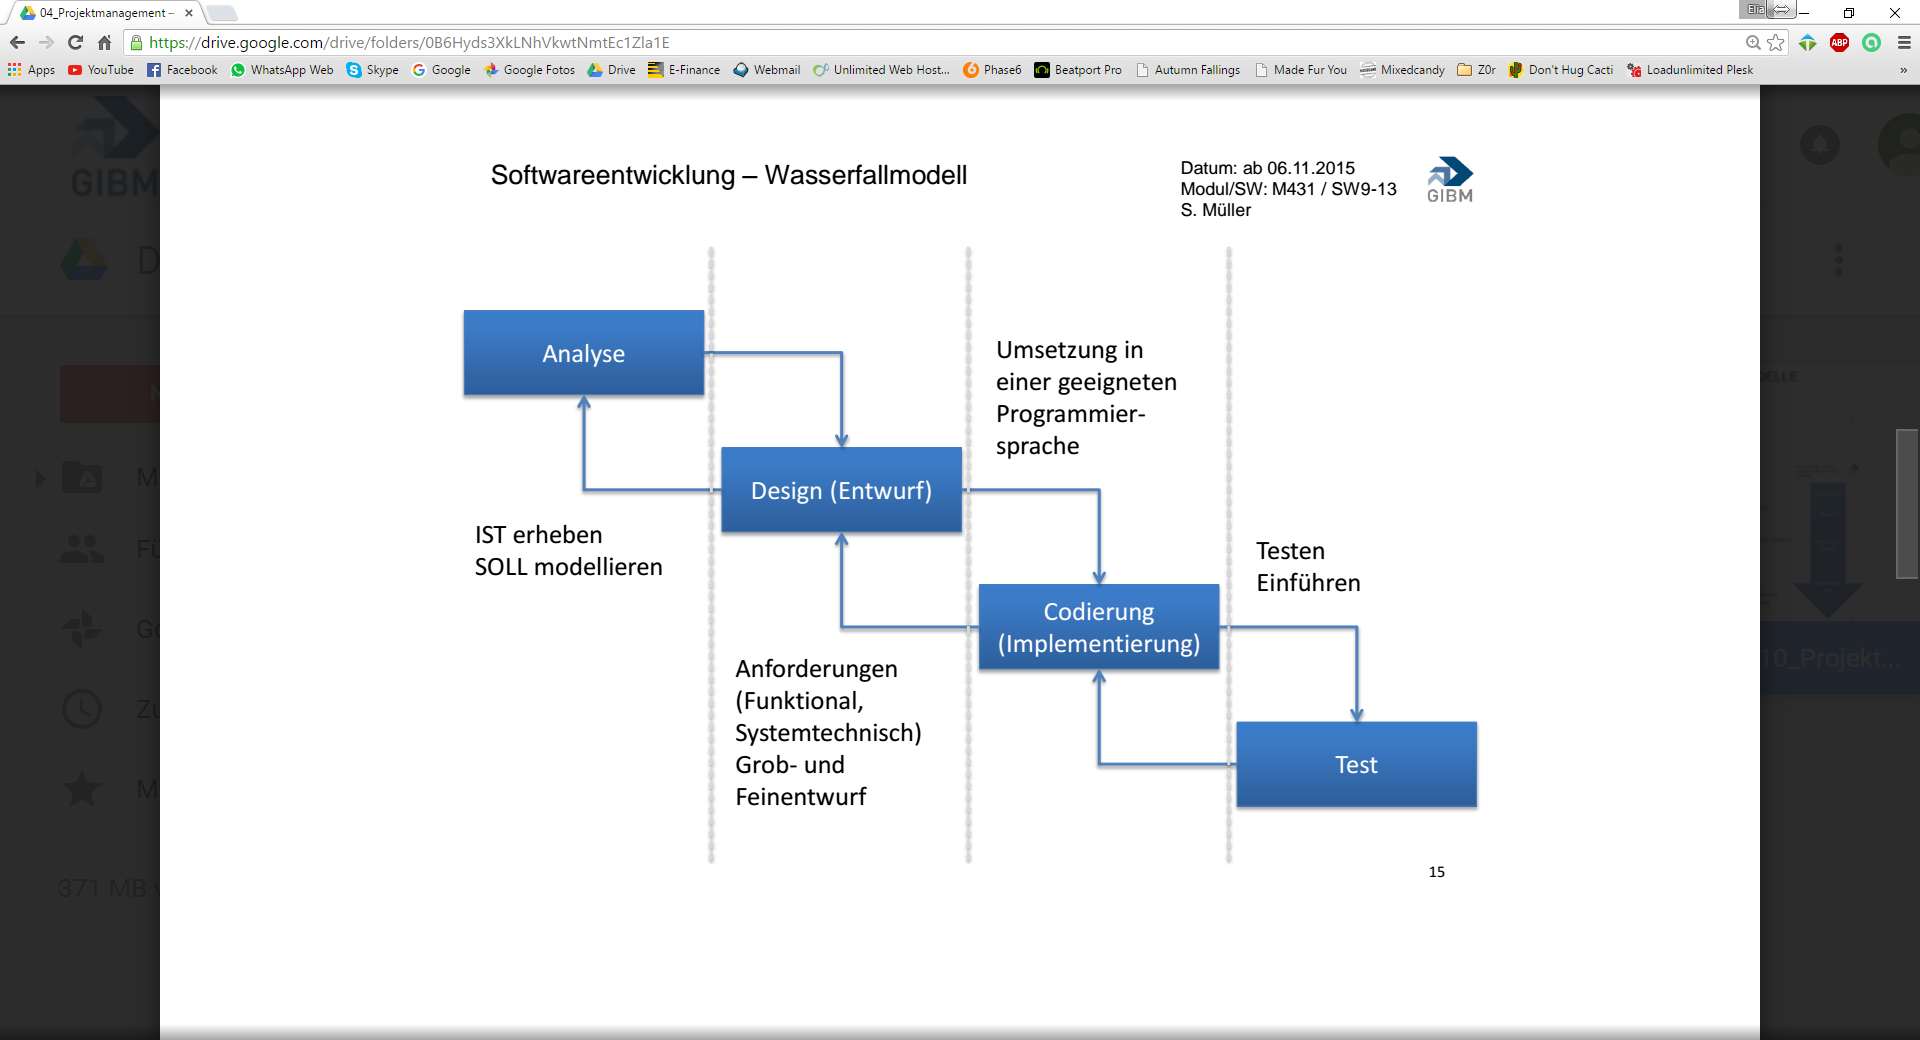 04_Projektmanagement –
Elia
https://drive.google.com/drive/folders/0B6Hyds3XkLNhVkwtNmtEc1Zla1E
ABP
Apps YouTube Facebook WhatsApp Web Skype Google Google Fotos Drive E-Finance Webmail Unlimited Web Host... Phase6 Beatport Pro Autumn Fallings Made Fur You Mixedcandy Z0r Don't Hug Cacti Loadunlimited Plesk »
GIBM
Softwareentwicklung – Wasserfallmodell
Datum: ab 06.11.2015
Modul/SW: M431 / SW9-13
S. Müller
GIBM
Analyse
IST erheben
SOLL modellieren
Design (Entwurf)
Anforderungen
(Funktional,
Systemtechnisch)
Grob- und
Feinentwurf
Umsetzung in
einer geeigneten
Programmier-
sprache
Codierung
(Implementierung)
Testen
Einführen
Test
15
371 MB
10_Projekt...